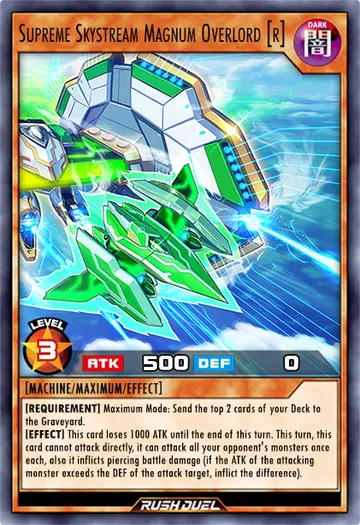 SUPREME SKYSTREAM MAGNUM OVERLORD [R]
DARK
闇
LEVEL
3
ATK 500 DEF 0
[MACHINE/MAXIMUM/EFFECT]
[REQUIREMENT] Maximum Mode: Send the top 2 cards of your Deck to
the Graveyard.
[EFFECT] This card loses 1000 ATK until the end of this turn. This turn, this
card cannot attack directly, it can attack all your opponent's monsters once
each, also it inflicts piercing battle damage (if the ATK of the attacking
monster exceeds the DEF of the attack target, inflict the difference).
RUSH DUEL